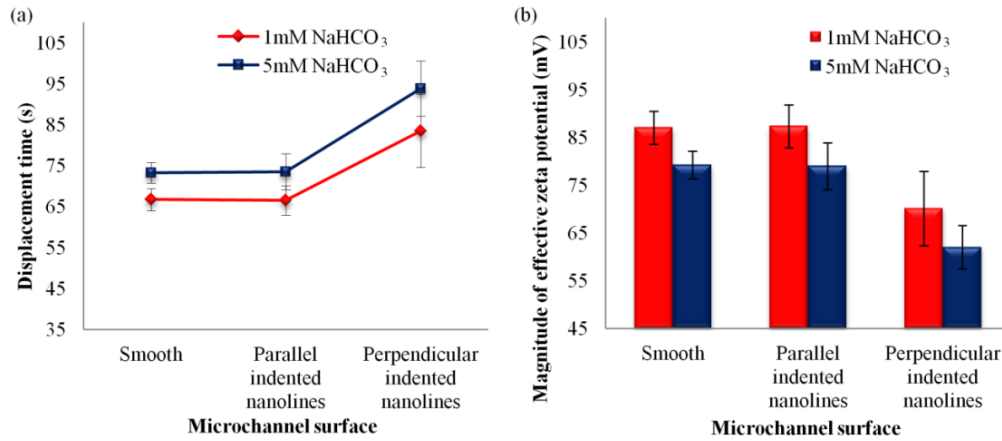 (a)
1mM NaHCO3
5mM NaHCO3
Displacement time (s)
105
95
85
75
65
55
45
35
Smooth
Parallel
indented
nanolines
Perpendicular
indented
nanolines
Microchannel surface
(b)
1mM NaHCO3
5mM NaHCO3
Magnitude of effective zeta potential (mV)
105
95
85
75
65
55
45
Smooth
Parallel
indented
nanolines
Perpendicular
indented
nanolines
Microchannel surface